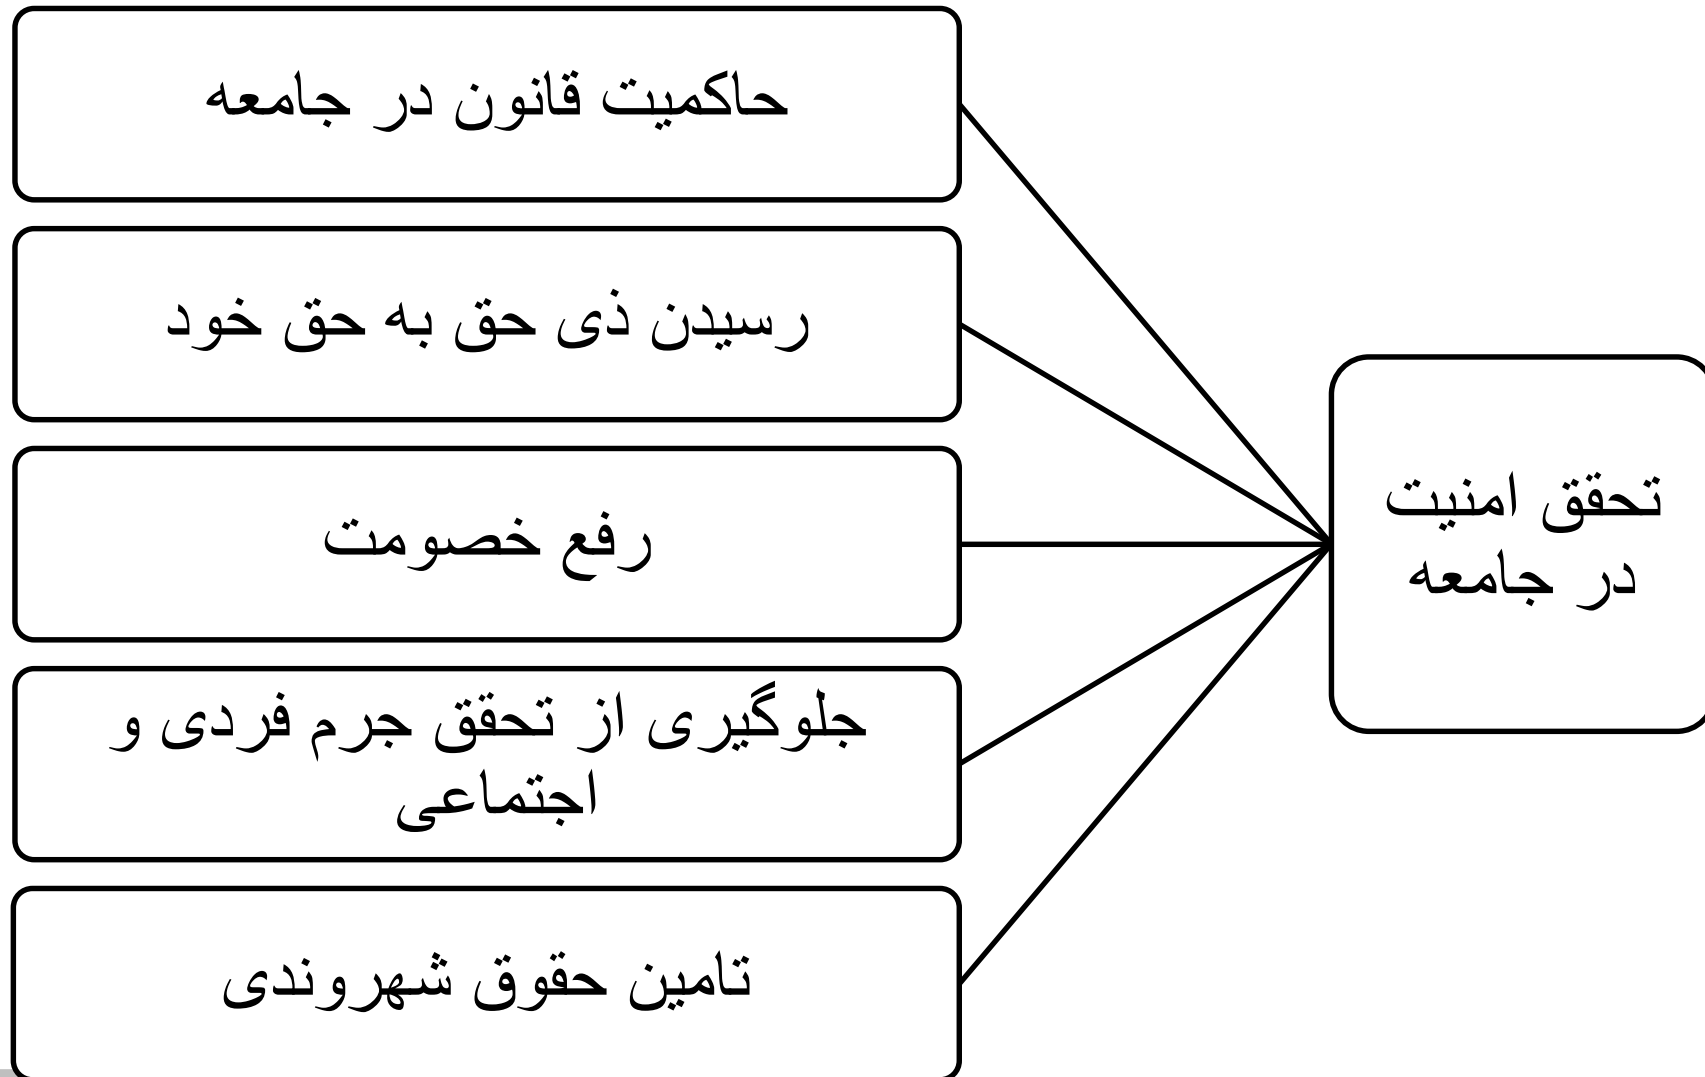 تحقق امنیت
در جامعه
حاکمیت قانون در جامعه
رسیدن ذی حق به حق خود
رفع خصومت
جلوگیری از تحقق جرم فردی و
اجتماعی
تامین حقوق شهروندی